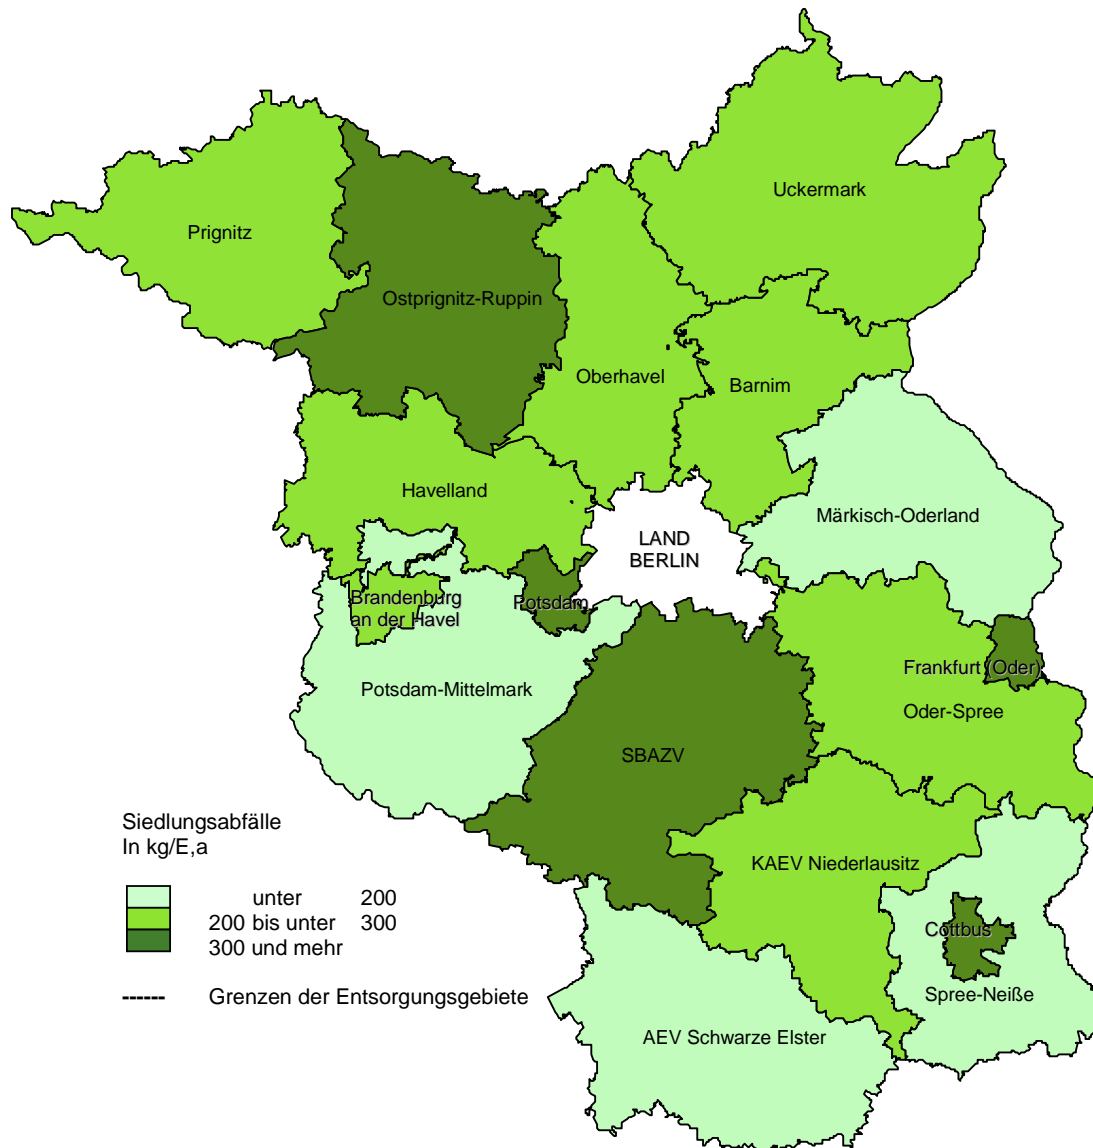 Uckermark
Prignitz
Ostprignitz-Ruppin
Oberhavel
Barnim
Havelland
Märkisch-Oderland
LAND
BERLIN
Brandenburg
an der Havel
Potsdam
Frankfurt (Oder)
Potsdam-Mittelmark
Oder-Spree
SBAZV
Siedlungsabfälle
In kg/E,a
unter 200
200 bis unter 300
300 und mehr
Grenzen der Entsorgungsgebiete
KAEV Niederlausitz
Cottbus
Spree-Neiße
AEV Schwarze Elster